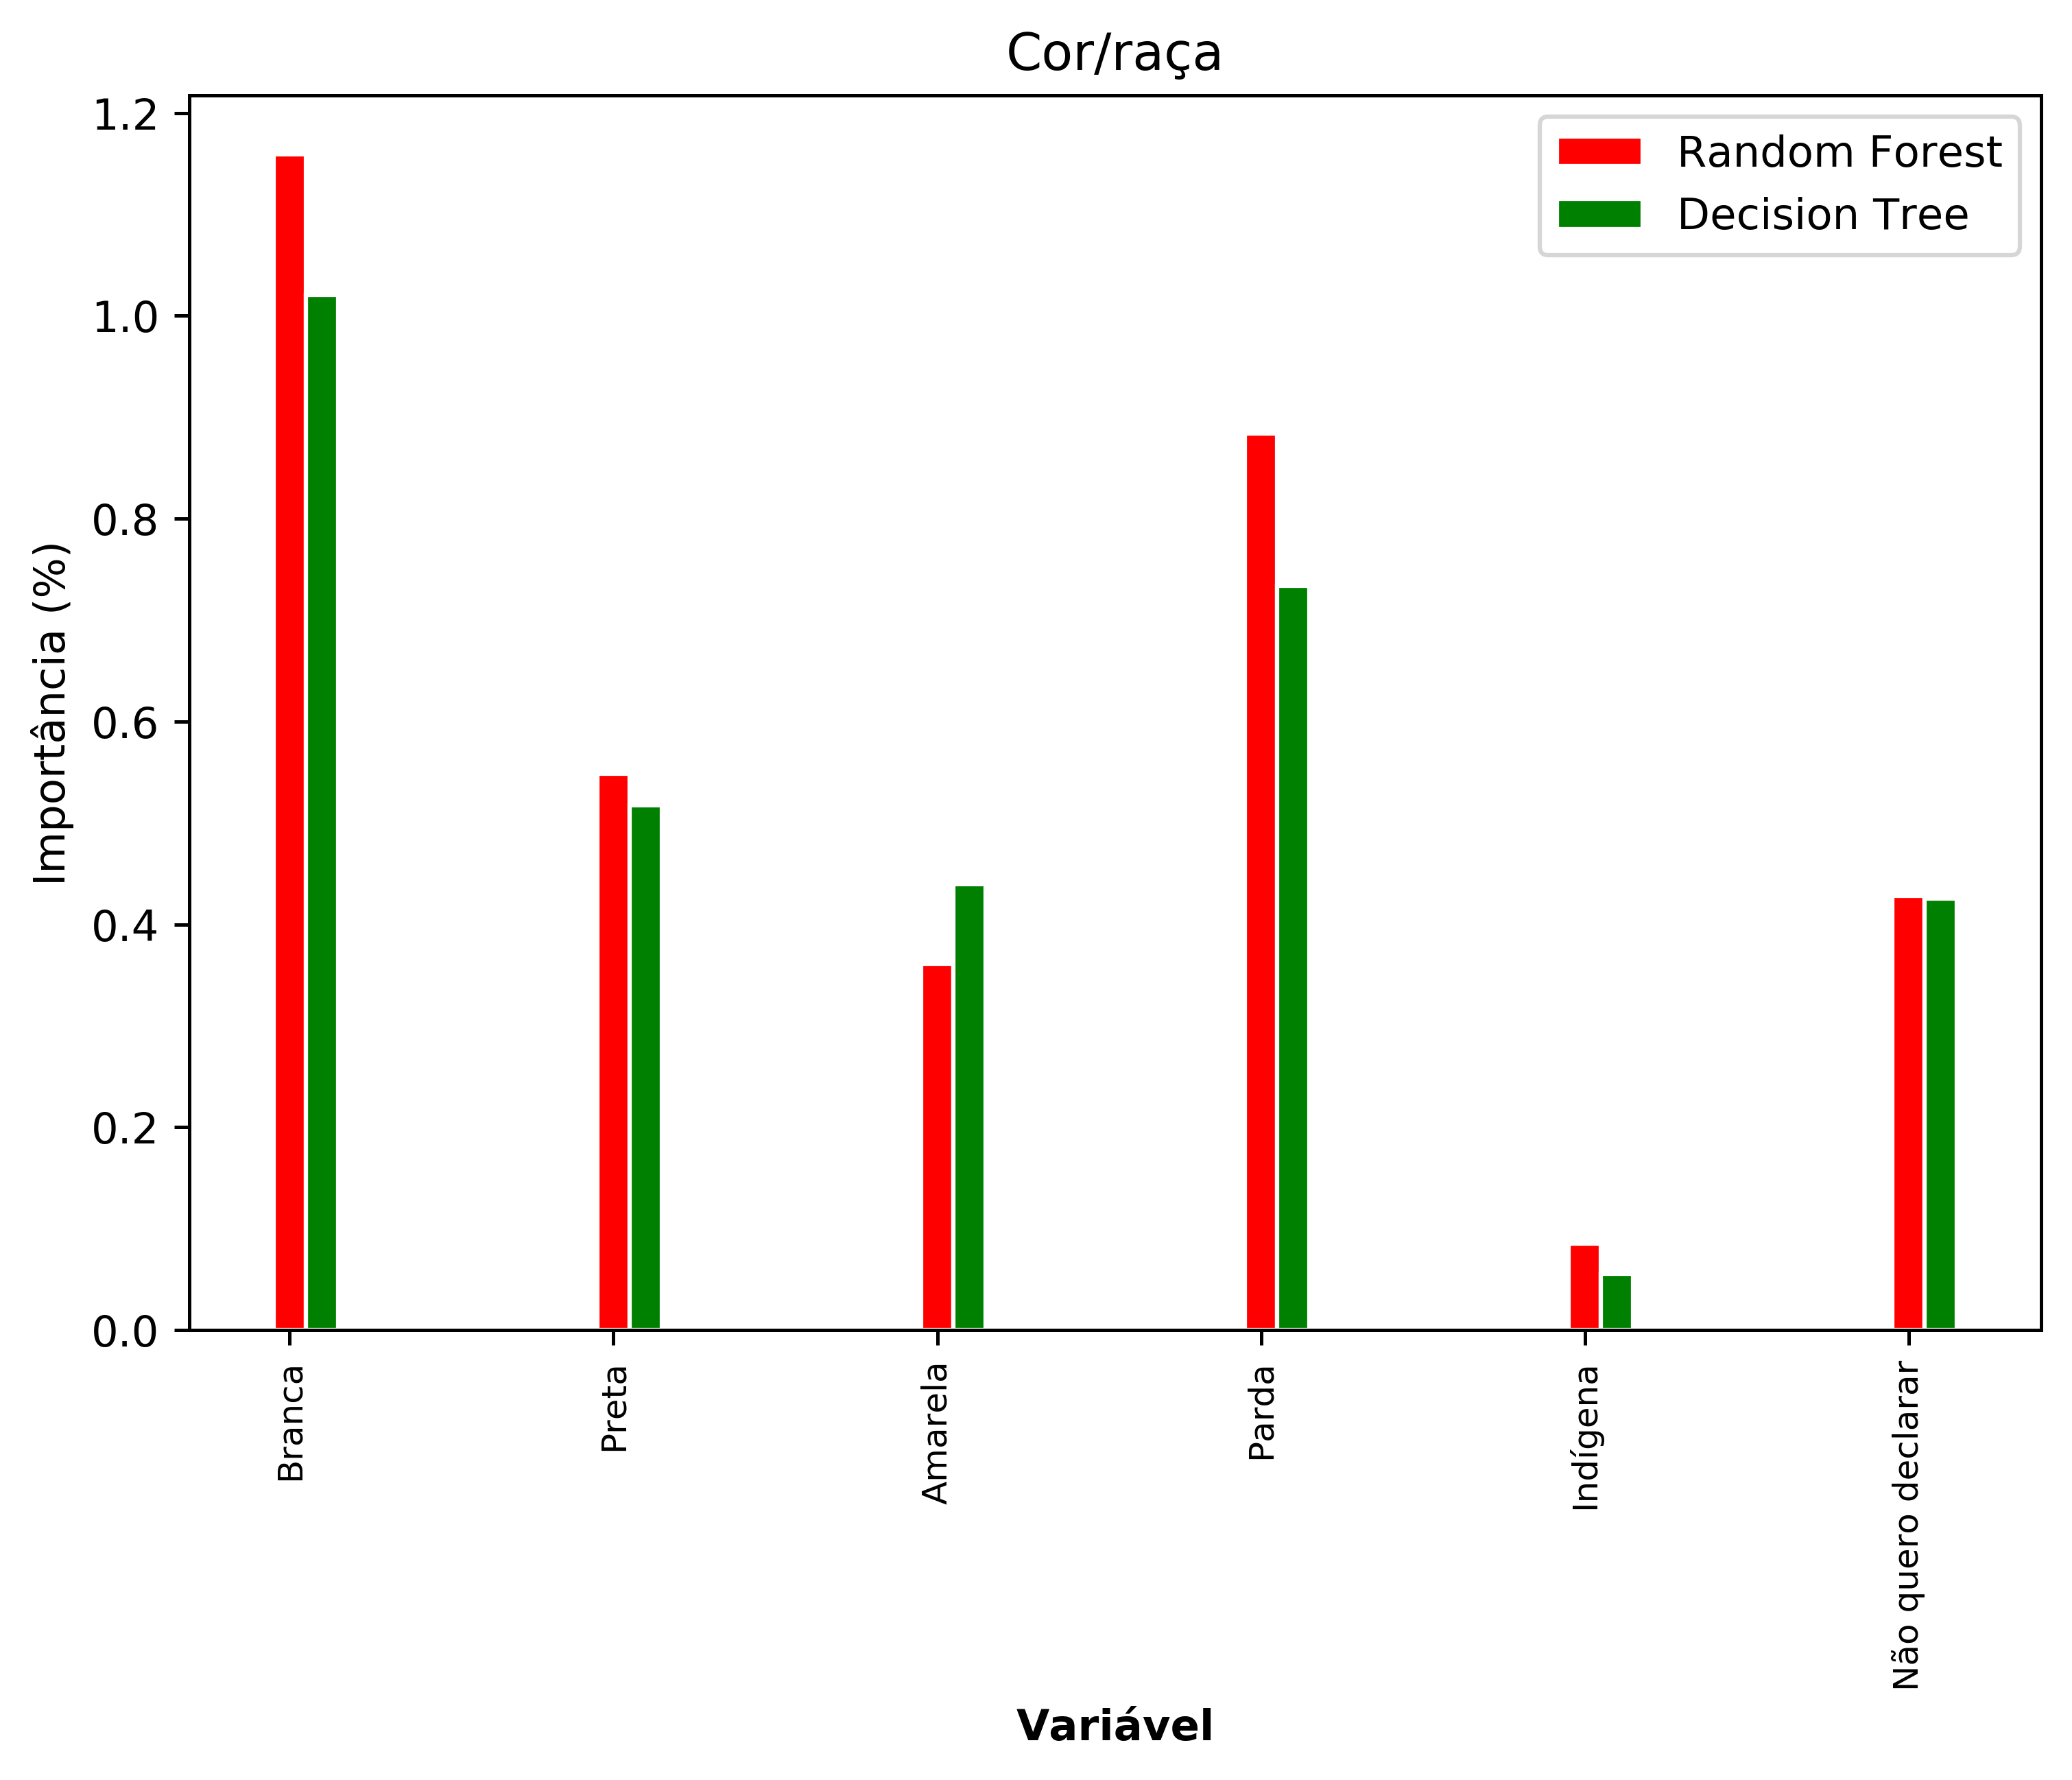 Cor/raça
1.2
1.0
0.8
0.6
0.4
0.2
0.0
Importância (%)
Random Forest
Decision Tree
Branca
Preta
Amarela
Parda
Indígena
Não quero declarar
Variável